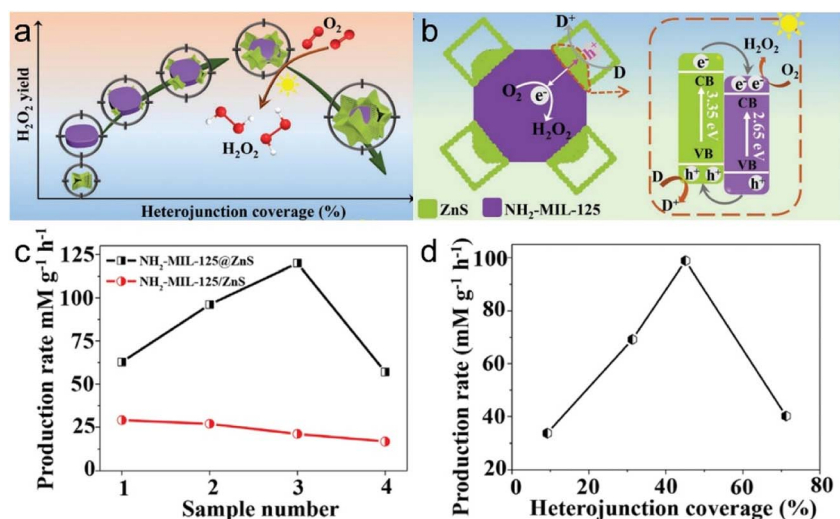 a
H₂O₂ yield
O₂
H₂O₂
Heterojunction coverage (%)
b
D⁺
h⁺
D
O₂
e⁻
H₂O₂
ZnS
NH₂-MIL-125
H₂O₂
O₂
e⁻
e⁻ e⁻
CB
CB
3.35 eV
2.65 eV
VB
VB
h⁺ h⁺
h⁺
D
D⁺
c
Production rate mM g⁻¹ h⁻¹
125
100
75
50
25
0
NH₂-MIL-125@ZnS
NH₂-MIL-125/ZnS
1 2 3 4
Sample number
d
Production rate (mM g⁻¹ h⁻¹)
100
80
60
40
20
0 20 40 60 80
Heterojunction coverage (%)